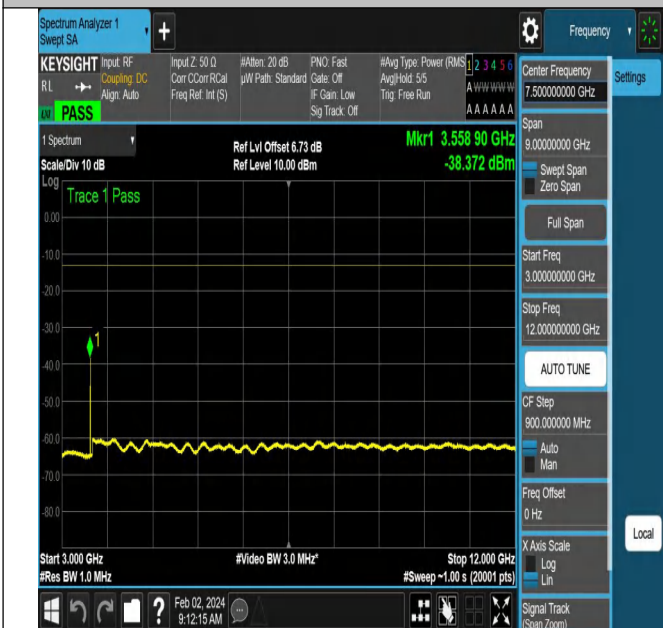 Spectrum Analyzer 1
Swept SA
+
Frequency
KEYSIGHT
RL
PASS
Input: RF
Coupling: DC
Align: Auto
Input Z: 50 Ω
Corr CCorr RCal
Freq Ref: Int (S)
#Atten: 20 dB
µW Path: Standard
PNO: Fast
Gate: Off
IF Gain: Low
Sig Track: Off
#Avg Type: Power (RMS
Avg|Hold: 5/5
Trig: Free Run
1 2 3 4 5 6
A W W W W W
A A A A A A
1 Spectrum
Scale/Div 10 dB
Ref Lvl Offset 6.73 dB
Ref Level 10.00 dBm
Mkr1 3.558 90 GHz
-38.372 dBm
Log
Trace 1 Pass
0.00
-10.0
-20.0
-30.0
-40.0
-50.0
-60.0
-70.0
-80.0
1
Start 3.000 GHz
#Res BW 1.0 MHz
#Video BW 3.0 MHz*
Stop 12.000 GHz
#Sweep ~1.00 s (20001 pts)
?
Feb 02, 2024
9:12:15 AM
Center Frequency
7.500000000 GHz
Span
9.00000000 GHz
Swept Span
Zero Span
Full Span
Start Freq
3.000000000 GHz
Stop Freq
12.000000000 GHz
AUTO TUNE
CF Step
900.000000 MHz
Auto
Man
Freq Offset
0 Hz
X Axis Scale
Log
Lin
Signal Track
(Span Zoom)
Settings
Local